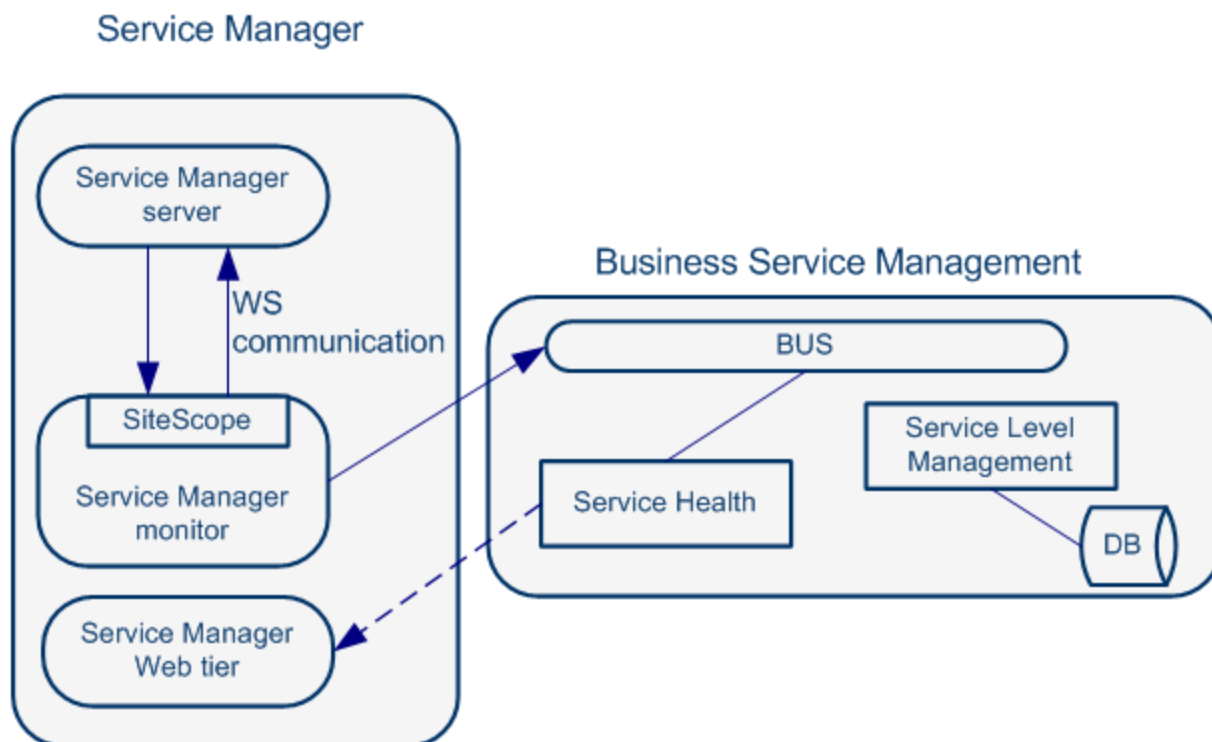 Service Manager
Service Manager
server
WS
communication
SiteScope
Service Manager
monitor
Service Manager
Web tier
Business Service Management
BUS
Service Level
Management
Service Health
DB